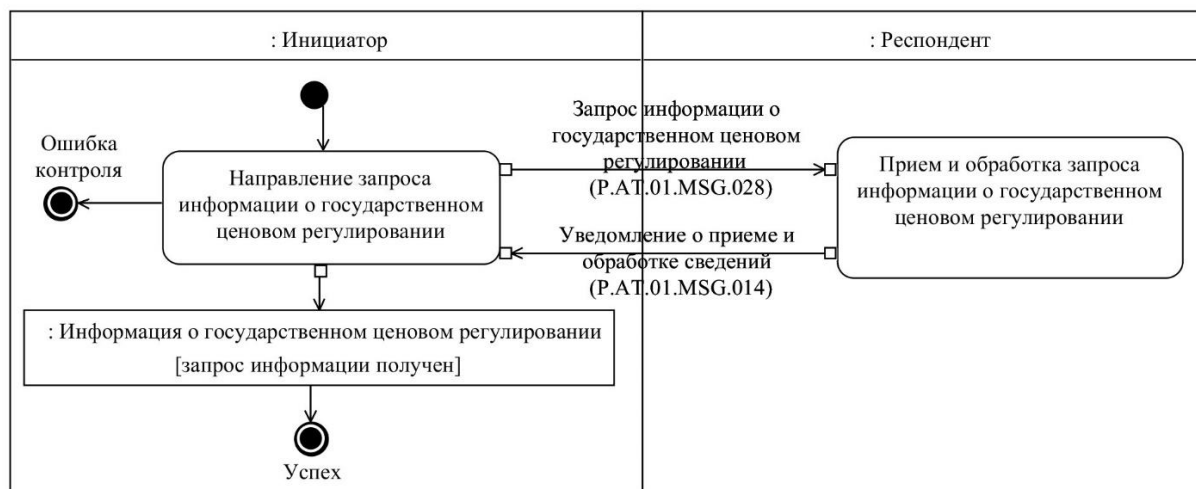 : Инициатор
: Респондент
Ошибка
контроля
Направление запроса
информации о государственном
ценовом регулировании
Запрос информации о
государственном ценовом
регулировании
(P.AT.01.MSG.028)
Прием и обработка запроса
информации о государственном
ценовом регулировании
Уведомление о приеме и
обработке сведений
(P.AT.01.MSG.014)
: Информация о государственном ценовом регулировании
[запрос информации получен]
Успех